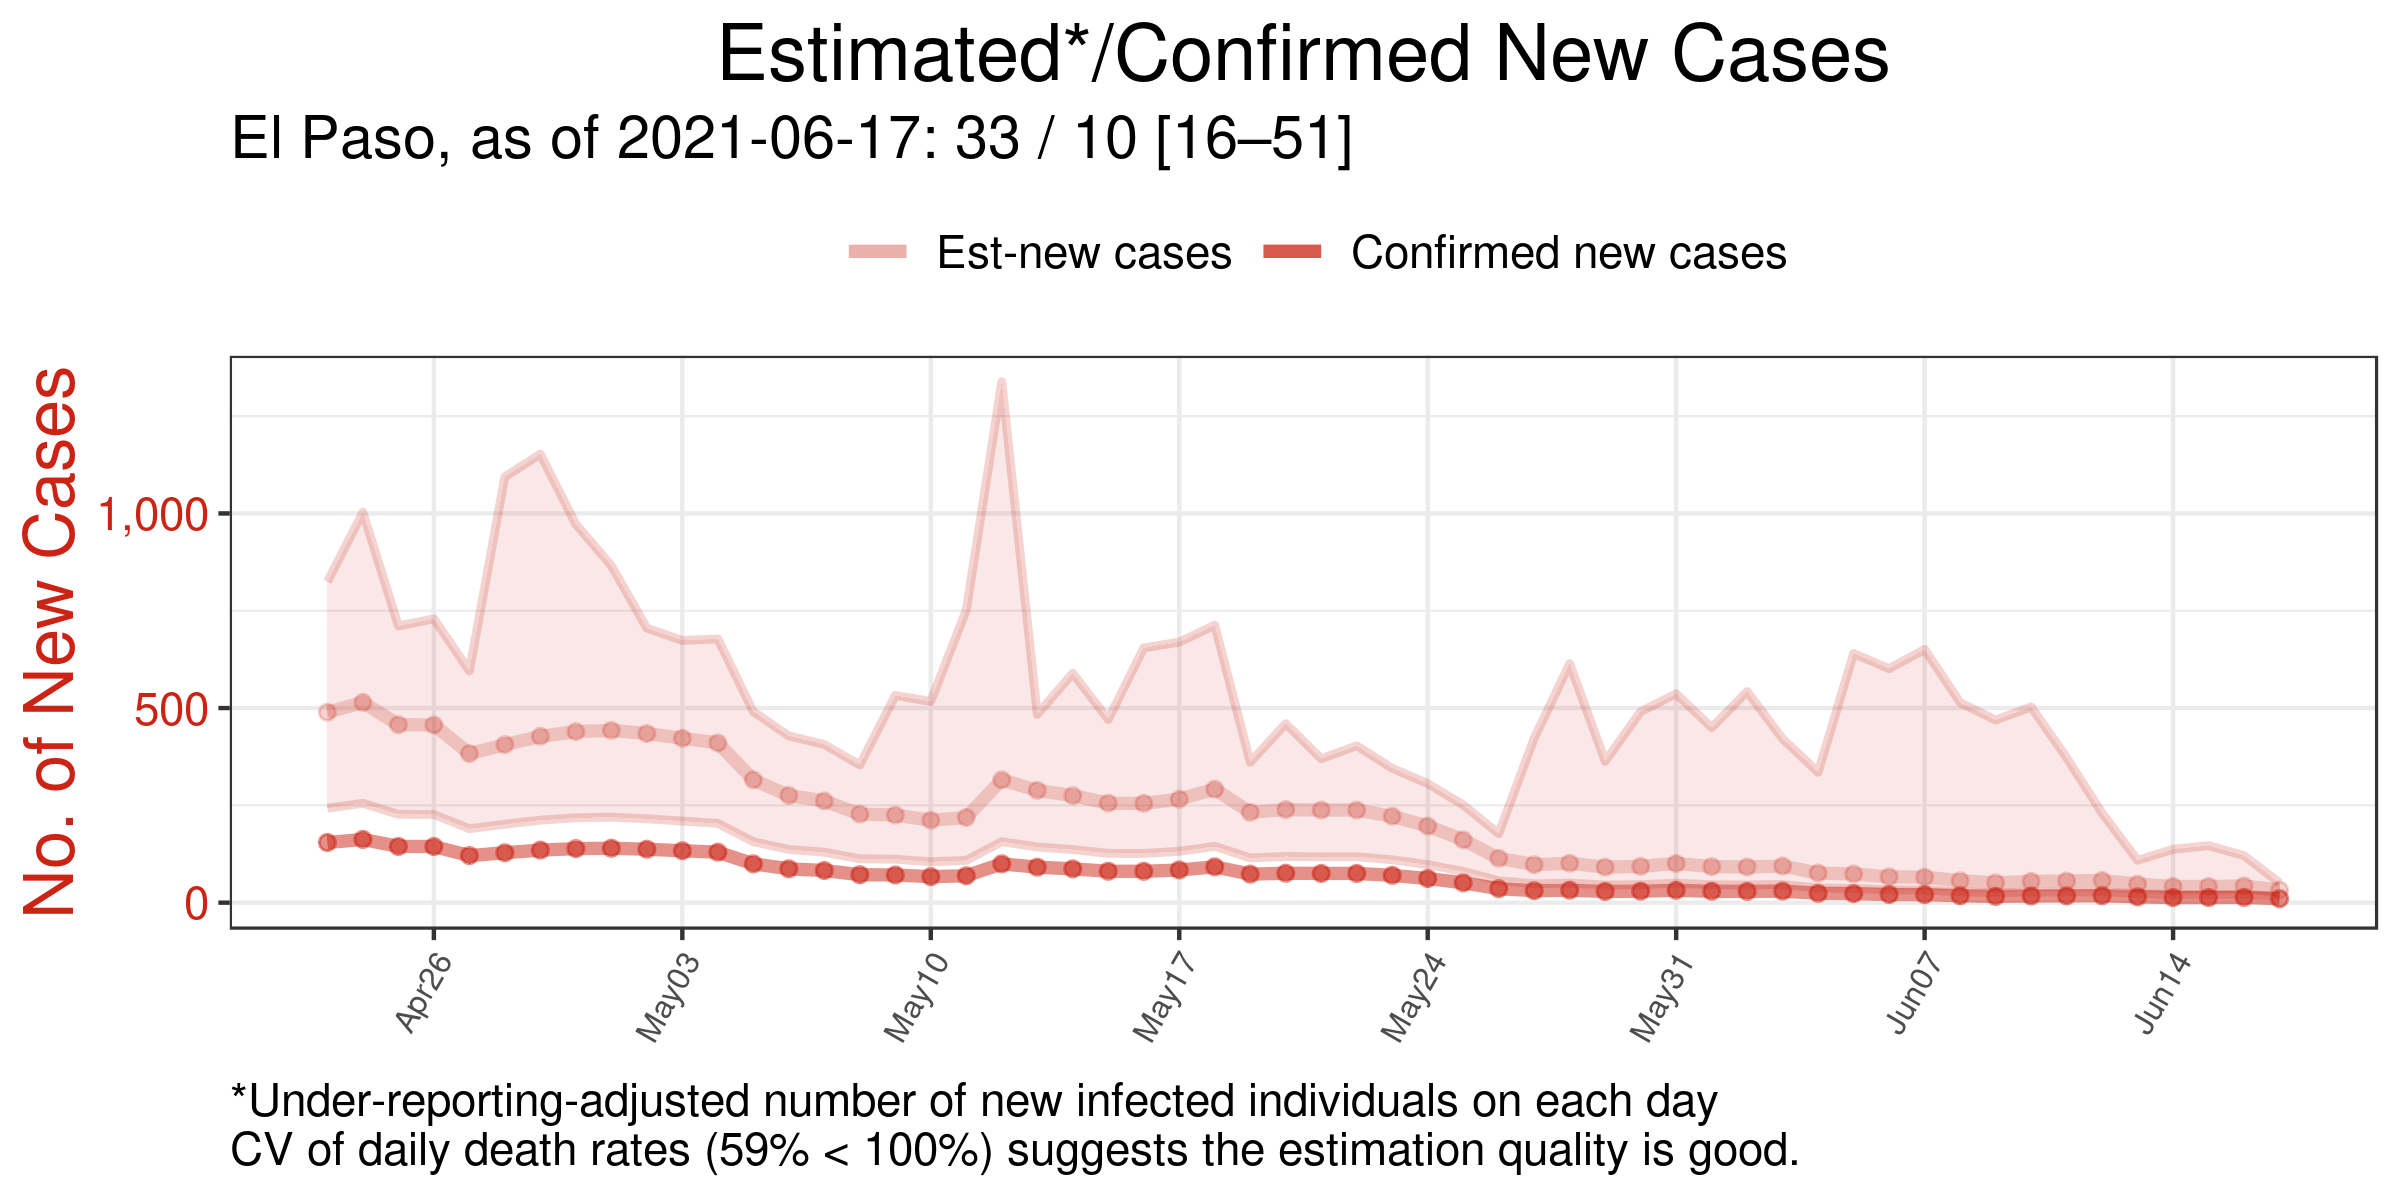 Estimated*/Confirmed New Cases
El Paso, as of 2021-06-17: 33 / 10 [16–51]
Est-new cases Confirmed new cases
No. of New Cases
1,000
500
0
Apr26 May03 May10 May17 May24 May31 Jun07 Jun14
*Under-reporting-adjusted number of new infected individuals on each day
CV of daily death rates (59% < 100%) suggests the estimation quality is good.